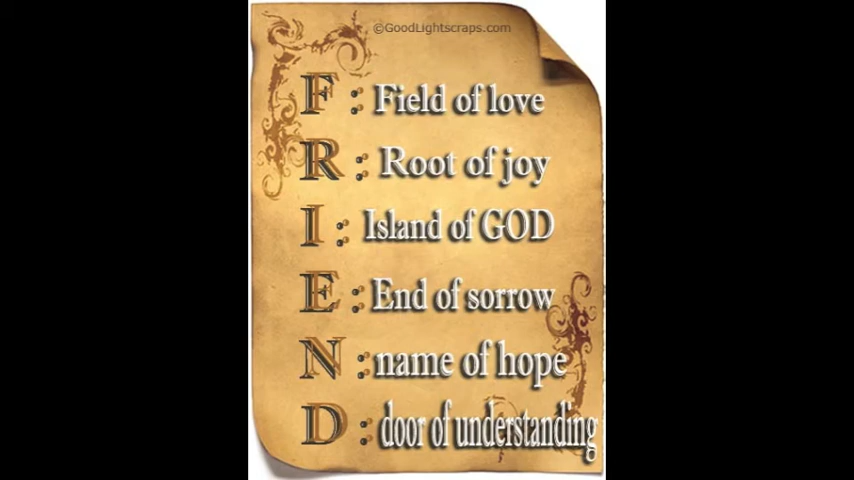 ©GoodLightscraps.com
F : Field of love
R : Root of joy
I : Island of GOD
E : End of sorrow
N : name of hope
D : door of understanding